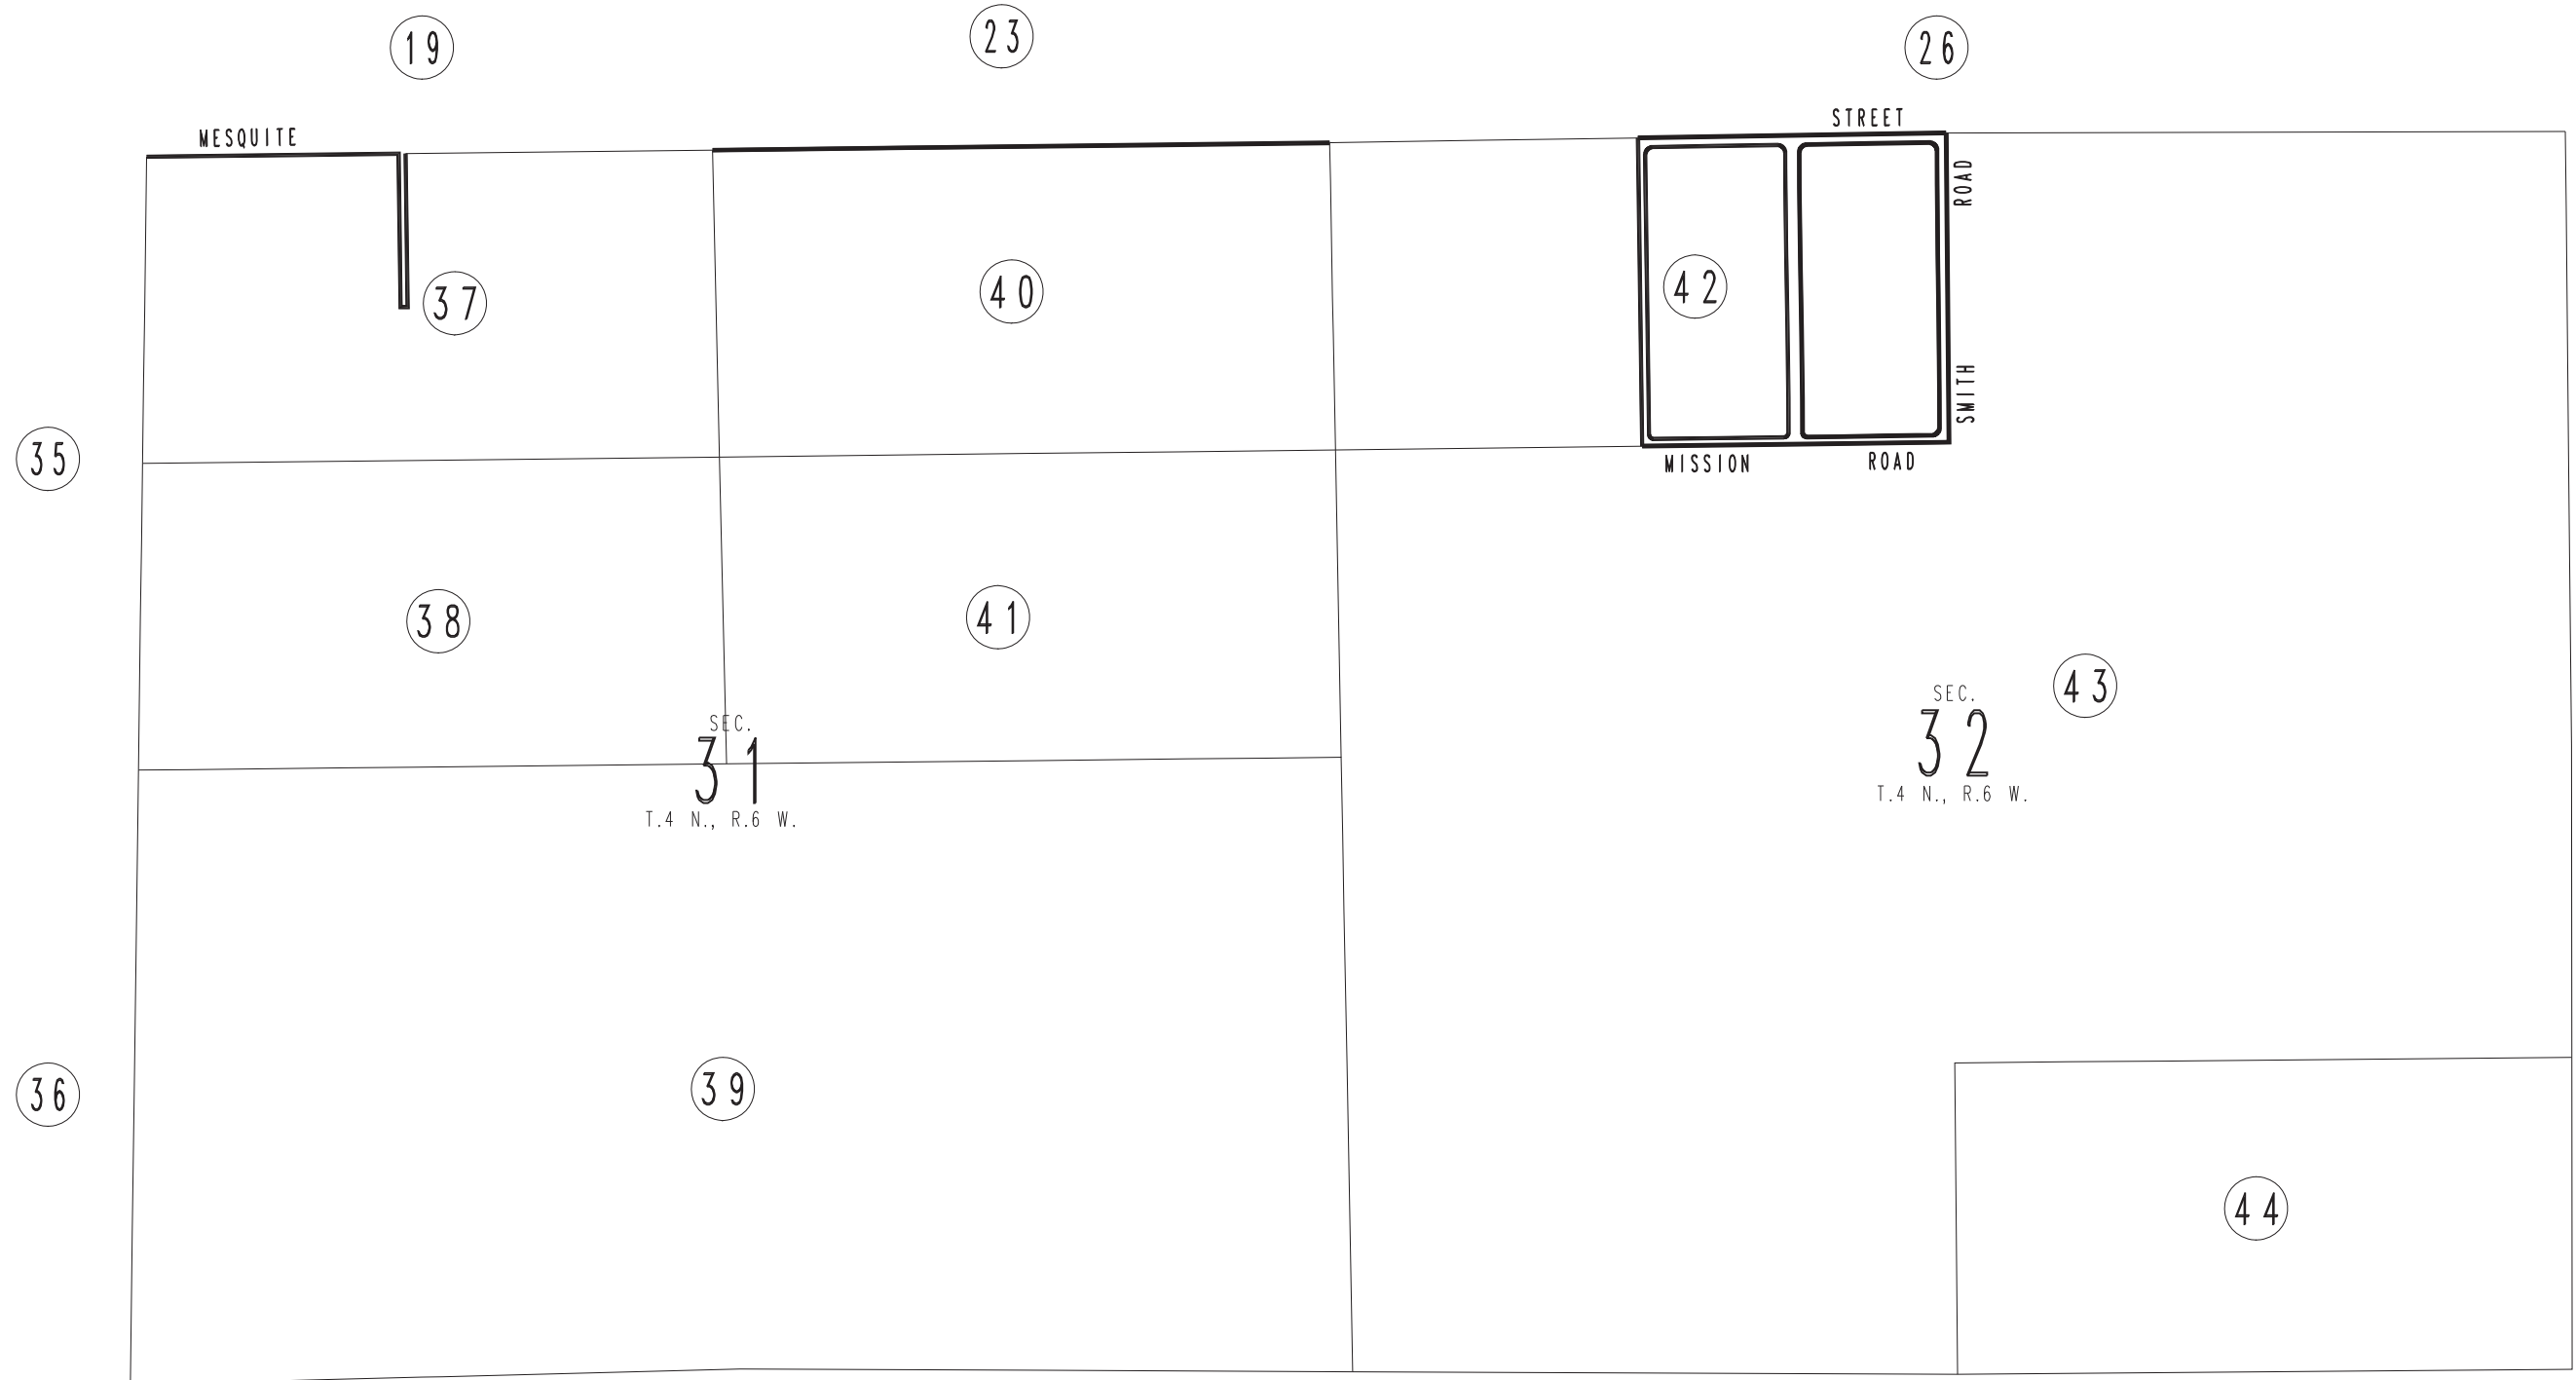 19
23
26
MESQUITE
STREET
ROAD
37
40
42
SMITH
35
MISSION ROAD
38
41
43
SEC.
31
T.4 N., R.6 W.
SEC.
32
T.4 N., R.6 W.
36
39
44